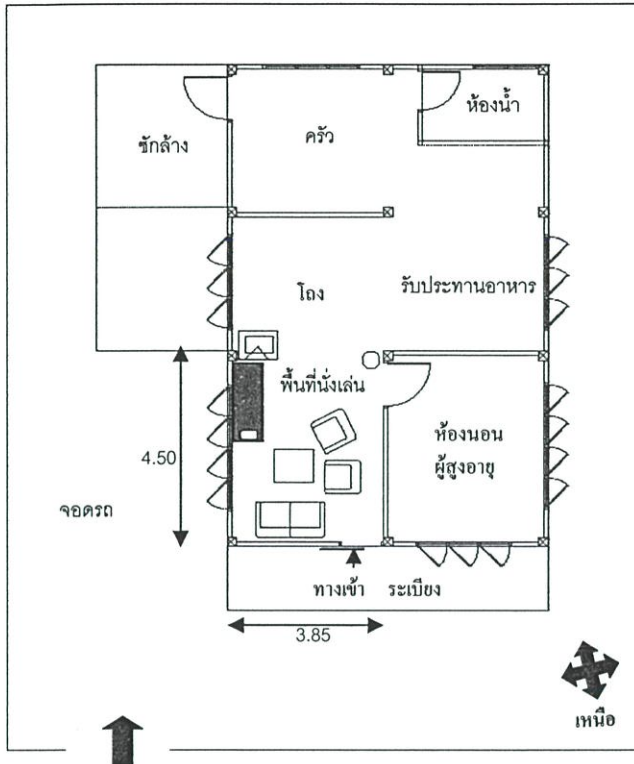 ห้องน้ำ
ซักล้าง
ครัว
โถง
รับประทานอาหาร
พื้นที่นั่งเล่น
ห้องนอน
ผู้สูงอายุ
4.50
จอดรถ
ทางเข้า
ระเบียง
3.85
เหนือ